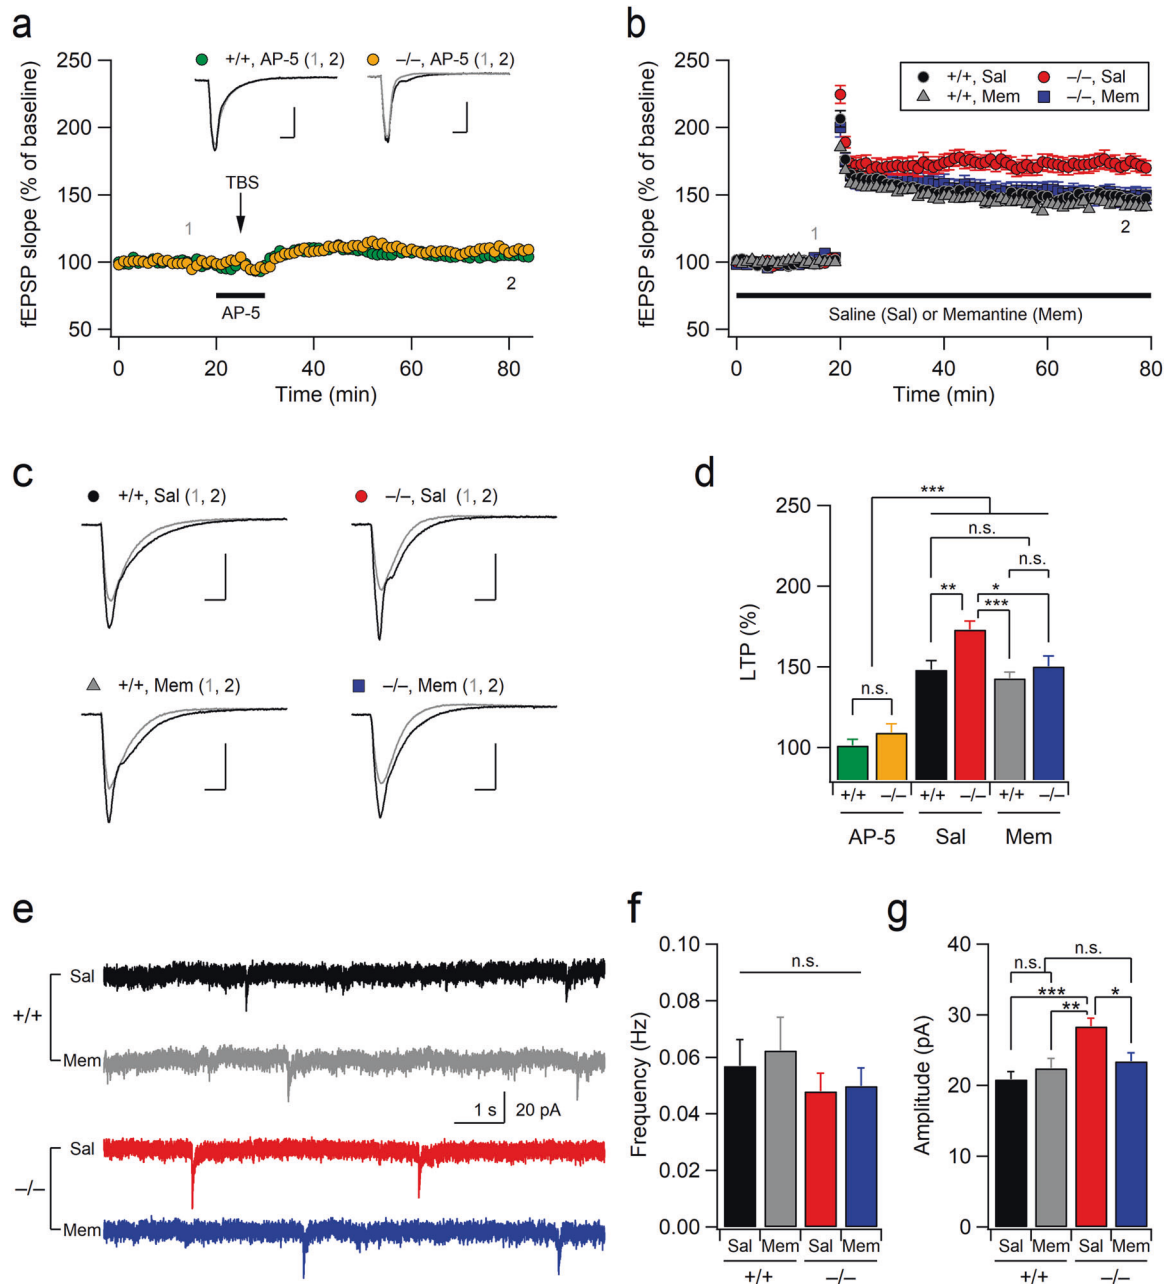 a
+/+, AP-5 (1, 2)
–/–, AP-5 (1, 2)
fEPSP slope (% of baseline)
250
200
150
100
50
TBS
1
2
AP-5
0
20
40
60
80
Time (min)
b
+/+, Sal
–/–, Sal
+/+, Mem
–/–, Mem
fEPSP slope (% of baseline)
250
200
150
100
50
1
2
Saline (Sal) or Memantine (Mem)
0
20
40
60
80
Time (min)
c
+/+, Sal (1, 2)
–/–, Sal (1, 2)
+/+, Mem (1, 2)
–/–, Mem (1, 2)
d
LTP (%)
250
200
150
100
***
n.s.
n.s.
**
*
***
n.s.
+/+
–/–
+/+
–/–
+/+
–/–
AP-5
Sal
Mem
e
+/+
Sal
Mem
1 s
20 pA
–/–
Sal
Mem
f
Frequency (Hz)
0.10
0.08
0.06
0.04
0.02
0.00
n.s.
Sal
Mem
Sal
Mem
+/+
–/–
g
Amplitude (pA)
40
30
20
10
0
n.s.
n.s.
***
*
**
Sal
Mem
Sal
Mem
+/+
–/–